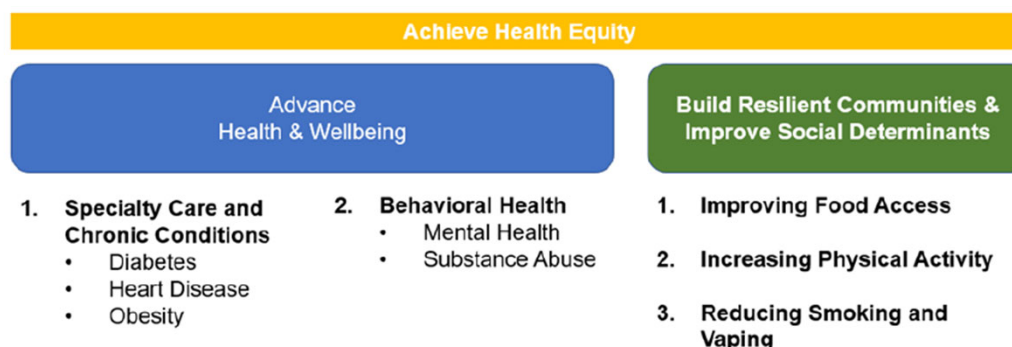 Achieve Health Equity
Advance
Health & Wellbeing
1. Specialty Care and
Chronic Conditions
• Diabetes
• Heart Disease
• Obesity
2. Behavioral Health
• Mental Health
• Substance Abuse
Build Resilient Communities &
Improve Social Determinants
1. Improving Food Access
2. Increasing Physical Activity
3. Reducing Smoking and
Vaping